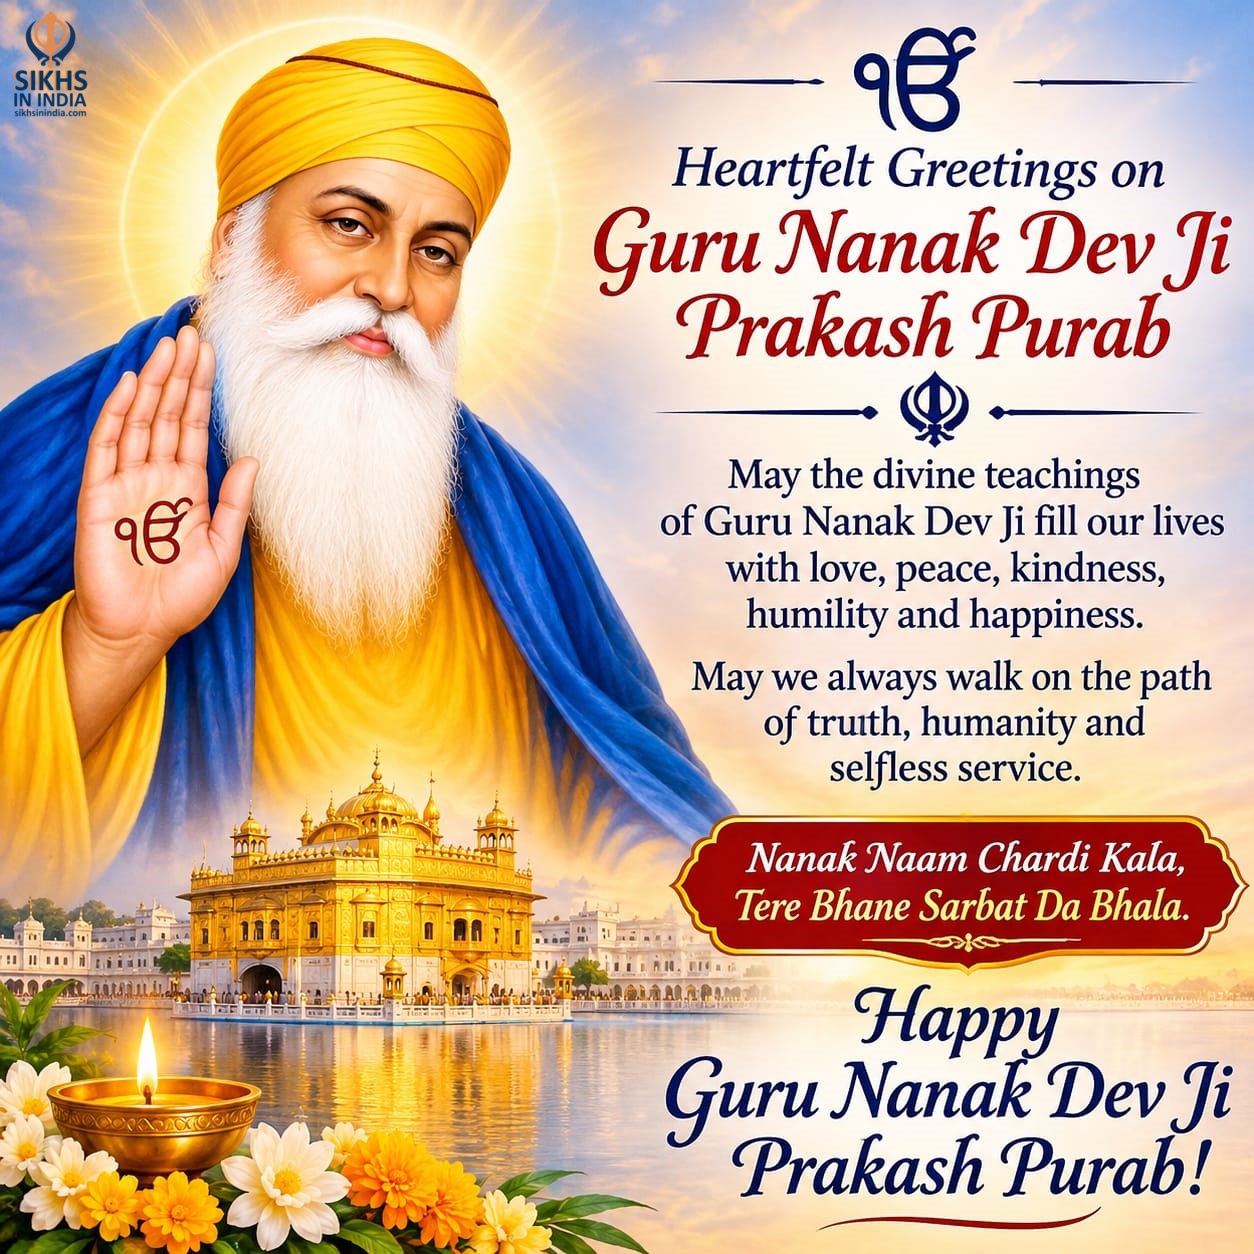 SIKHS
IN INDIA
sikhsinindia.com
ੴ
Heartfelt Greetings on
Guru Nanak Dev Ji
Prakash Purab
May the divine teachings
of Guru Nanak Dev Ji fill our lives
with love, peace, kindness,
humility and happiness.
May we always walk on the path
of truth, humanity and
selfless service.
ੴ
Nanak Naam Chardi Kala,
Tere Bhane Sarbat Da Bhala.
Happy
Guru Nanak Dev Ji
Prakash Purab!